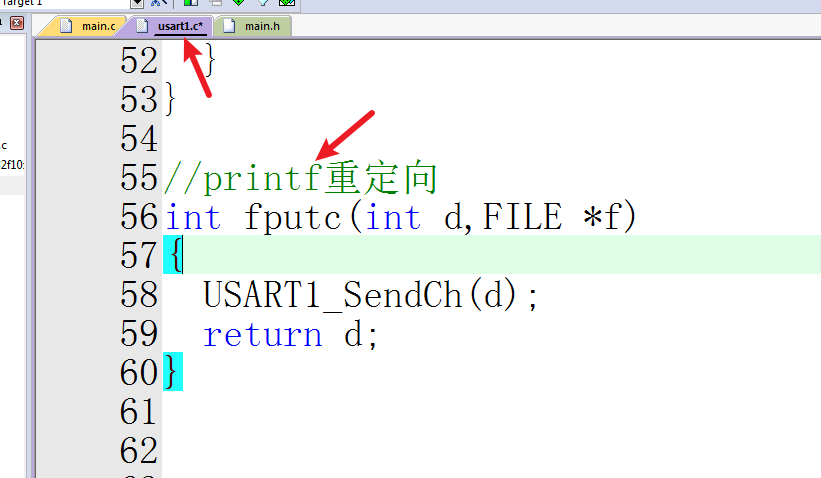 Target 1
main.c
usart1.c*
main.h
.c
2f10:
52 }
53 }
54
55 //printf重定向
56 int fputc(int d,FILE *f)
57 {
58 USART1_SendCh(d);
59 return d;
60 }
61
62